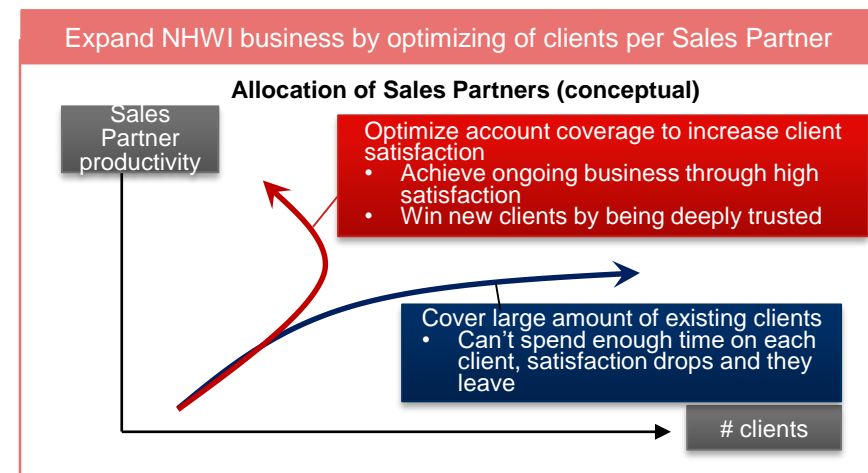 Expand NHWI business by optimizing of clients per Sales Partner
Allocation of Sales Partners (conceptual)
Sales
Partner
productivity
Optimize account coverage to increase client
satisfaction
• Achieve ongoing business through high
satisfaction
• Win new clients by being deeply trusted
Cover large amount of existing clients
• Can’t spend enough time on each
client, satisfaction drops and they
leave
# clients